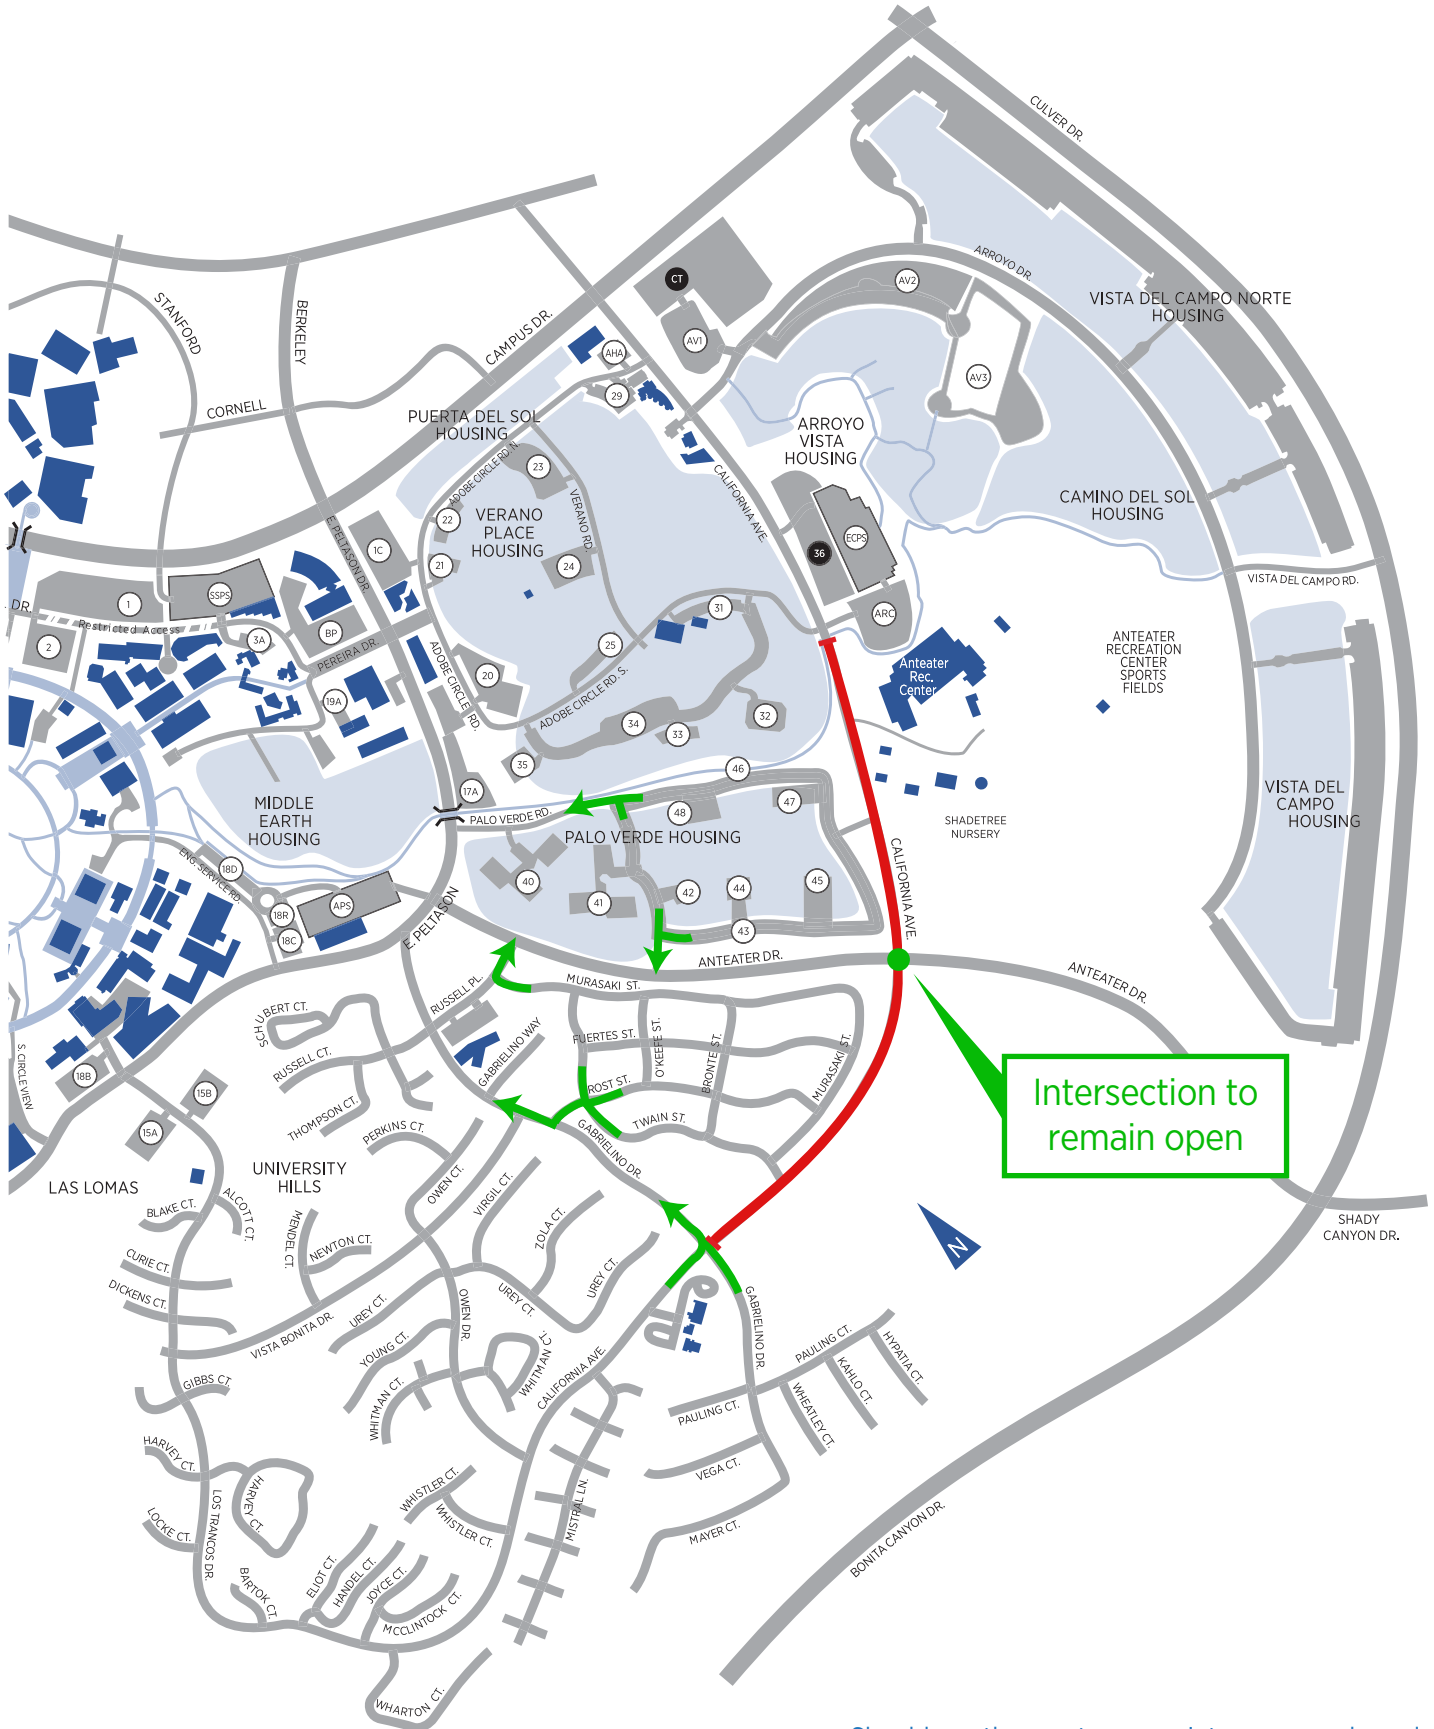 CULVER DR.
STANFORD
BERKELEY
CAMPUS DR.
CORNELL
ARROYO DR.
VISTA DEL CAMPO NORTE
HOUSING
CT
AV1
AV2
AV3
AHA
29
PUERTA DEL SOL
HOUSING
ADOBE CIRCLE RD. N.
23
22
21
24
VERANO
PLACE
HOUSING
VERANO RD.
CALIFORNIA AVE.
ARROYO
VISTA
HOUSING
CAMINO DEL SOL
HOUSING
ECPS
36
ARC
VISTA DEL CAMPO RD.
E. PELTASON DR.
1C
1
SSPS
. DR.
Restricted Access
2
3A
BP
PEREIRA DR.
19A
ADOBE CIRCLE RD.
20
25
31
ADOBE CIRCLE RD. S.
32
33
34
35
Anteater
Rec.
Center
ANTEATER
RECREATION
CENTER
SPORTS
FIELDS
17A
46
47
48
PALO VERDE RD.
PALO VERDE HOUSING
MIDDLE
EARTH
HOUSING
SHADETREE
NURSERY
VISTA DEL
CAMPO
HOUSING
ENG. SERVICE RD.
18D
18R
18C
APS
40
41
42
43
44
45
CALIFORNIA AVE.
E. PELTASON
ANTEATER DR.
ANTEATER DR.
RUSSELL PL.
MURASAKI ST.
FUERTES ST.
O'KEEFE ST.
BRONTE ST.
MURASAKI ST.
ROST ST.
TWAIN ST.
GABRIELINO WAY
GABRIELINO DR.
SCHUBERT CT.
RUSSELL CT.
THOMPSON CT.
PERKINS CT.
S. CIRCLE VIEW
18B
15B
15A
Intersection to
remain open
LAS LOMAS
UNIVERSITY
HILLS
OWEN CT.
VIRGIL CT.
ZOLA CT.
UREY CT.
BLAKE CT.
ALCOTT CT.
MENDEL CT.
NEWTON CT.
CURIE CT.
DICKENS CT.
VISTA BONITA DR.
UREY CT.
UREY CT.
OWEN DR.
YOUNG CT.
WHITMAN CT.
WHITMAN CT.
CALIFORNIA AVE.
GABRIELINO DR.
N
SHADY
CANYON DR.
PAULING CT.
HYPATIA CT.
KAHLO CT.
WHEATLEY CT.
PAULING CT.
VEGA CT.
MAYER CT.
GIBBS CT.
HARVEY CT.
HARVEY CT.
LOCKE CT.
LOS TRANCOS DR.
WHISTLER CT.
WHISTLER CT.
MISTRAL LN.
BARTOK CT.
ELIOT CT.
HANDEL CT.
JOYCE CT.
MCCLINTOCK CT.
WHARTON CT.
BONITA CANYON DR.